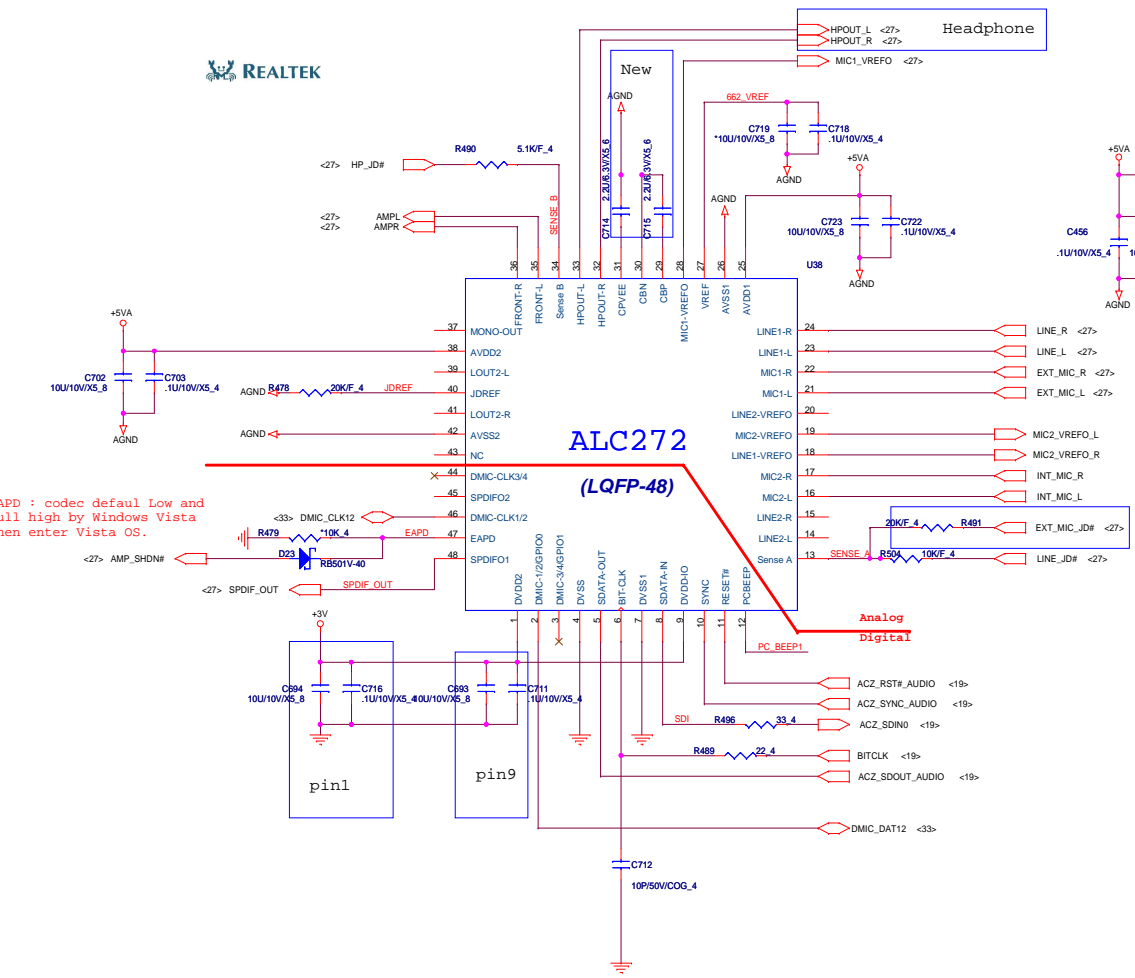 HPOUT_L <27> Headphone
HPOUT_R <27>
MIC1_VREFO <27>
REALTEK
New
AGND
662_VREF
C719 C718
*10U/10V/X5_8 .1U/10V/X5_4
AGND
+5VA
+5VA
R490 5.1K/F_4
<27> HP_JD#
2.2U/6.3V/X5_6 2.2U/6.3V/X5_6
C714 C715
SENSE_B
AGND
<27> AMPL
<27> AMPR
C723 C722
10U/10V/X5_8 .1U/10V/X5_4
AGND
C456
.1U/10V/X5_4
AGND
U38
36 35 34 33 32 31 30 29 28 27 26 25
FRONT-R FRONT-L Sense B HPOUT-L HPOUT-R CPVEE CBN CBP MIC1-VREFO VREF AVSS1 AVDD1
+5VA
C702 C703
10U/10V/X5_8 .1U/10V/X5_4
AGND
37 MONO-OUT
38 AVDD2
39 LOUT2-L
AGND R478 20K/F_4 JDREF 40 JDREF
41 LOUT2-R
AGND 42 AVSS2
43 NC
44 DMIC-CLK3/4
45 SPDIFO2
<33> DMIC_CLK12 46 DMIC-CLK1/2
R479 *10K_4 EAPD 47 EAPD
48 SPDIFO1
ALC272
(LQFP-48)
LINE1-R 24 LINE_R <27>
LINE1-L 23 LINE_L <27>
MIC1-R 22 EXT_MIC_R <27>
MIC1-L 21 EXT_MIC_L <27>
LINE2-VREFO 20
MIC2-VREFO 19 MIC2_VREFO_L
LINE1-VREFO 18 MIC2_VREFO_R
MIC2-R 17 INT_MIC_R
MIC2-L 16 INT_MIC_L
LINE2-R 15
20K/F_4 R491 EXT_MIC_JD# <27>
LINE2-L 14
Sense A 13 SENSE_A R504 10K/F_4 LINE_JD# <27>
APD : codec defaul Low and
ull high by Windows Vista
hen enter Vista OS.
<27> AMP_SHDN# D23 RB501V-40
<27> SPDIF_OUT SPDIF_OUT
DVDD2 DMIC-1/2/GPIO0 DMIC-3/4/GPIO1 DVSS SDATA-OUT BIT-CLK DVSS1 SDATA-IN DVDD-IO SYNC RESET# PCBEEP
1 2 3 4 5 6 7 8 9 10 11 12
Analog
Digital
PC_BEEP1
+3V
C694 C716 C693 C711
10U/10V/X5_8 .1U/10V/X5_4 10U/10V/X5_8 .1U/10V/X5_4
pin1
pin9
ACZ_RST#_AUDIO <19>
ACZ_SYNC_AUDIO <19>
SDI R496 33_4 ACZ_SDIN0 <19>
R489 22_4 BITCLK <19>
ACZ_SDOUT_AUDIO <19>
DMIC_DAT12 <33>
C712
10P/50V/COG_4